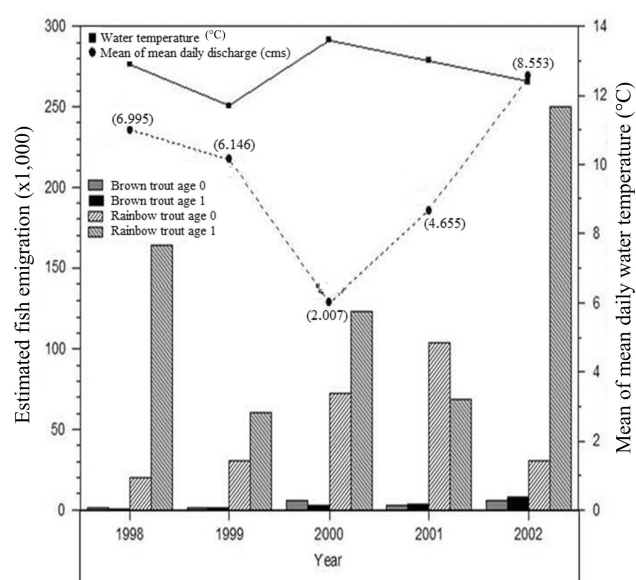 300
250
200
150
100
50
0
Estimated fish emigration (x1,000)
Water temperature (°C)
Mean of mean daily discharge (cms)
(6.995)
(6.146)
(2.007)
(4.655)
(8.553)
Brown trout age 0
Brown trout age 1
Rainbow trout age 0
Rainbow trout age 1
14
12
10
8
6
4
2
0
Mean of mean daily water temperature (°C)
1998 1999 2000 2001 2002
Year